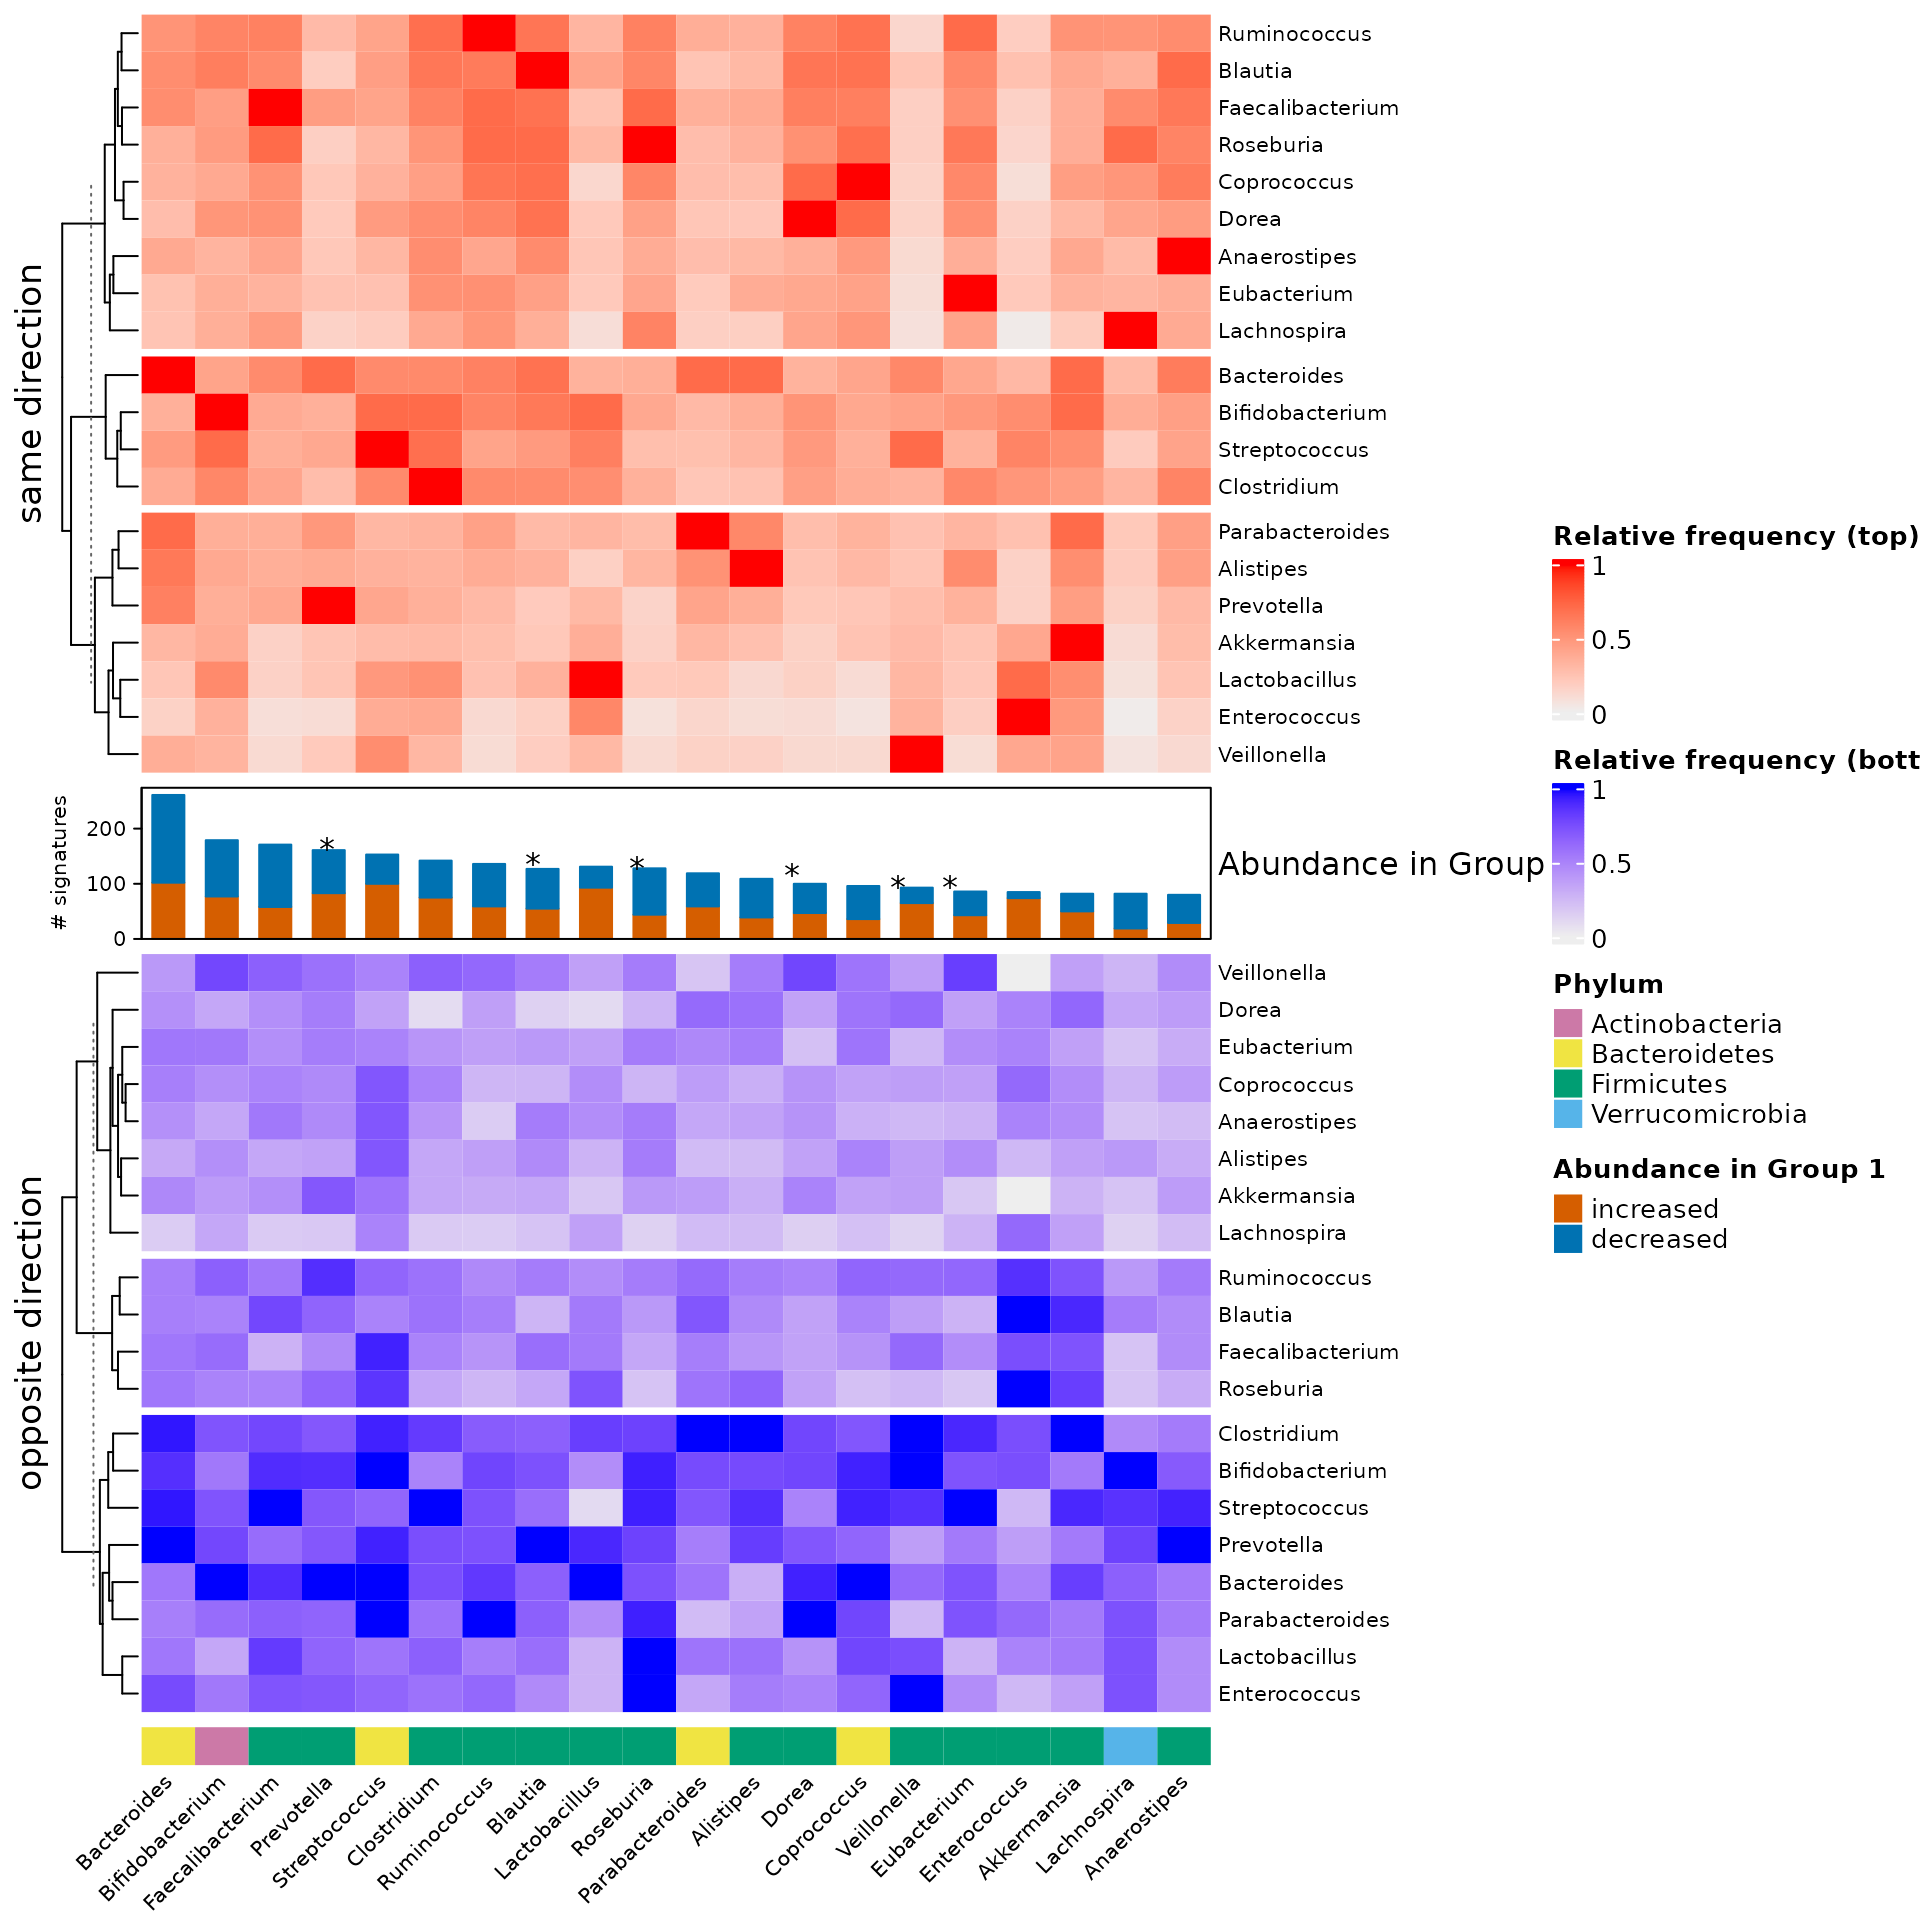 same direction
Ruminococcus
Blautia
Faecalibacterium
Roseburia
Coprococcus
Dorea
Anaerostipes
Eubacterium
Lachnospira
Bacteroides
Bifidobacterium
Streptococcus
Clostridium
Parabacteroides
Alistipes
Prevotella
Akkermansia
Lactobacillus
Enterococcus
Veillonella
# signatures
200
100
0
*
*
*
*
*
*
Abundance in Group
opposite direction
Veillonella
Dorea
Eubacterium
Coprococcus
Anaerostipes
Alistipes
Akkermansia
Lachnospira
Ruminococcus
Blautia
Faecalibacterium
Roseburia
Clostridium
Bifidobacterium
Streptococcus
Prevotella
Bacteroides
Parabacteroides
Lactobacillus
Enterococcus
Bacteroides
Bifidobacterium
Faecalibacterium
Prevotella
Streptococcus
Clostridium
Ruminococcus
Blautia
Lactobacillus
Roseburia
Parabacteroides
Alistipes
Dorea
Coprococcus
Veillonella
Eubacterium
Enterococcus
Akkermansia
Lachnospira
Anaerostipes
Relative frequency (top)
1
0.5
0
Relative frequency (bott
1
0.5
0
Phylum
Actinobacteria
Bacteroidetes
Firmicutes
Verrucomicrobia
Abundance in Group 1
increased
decreased